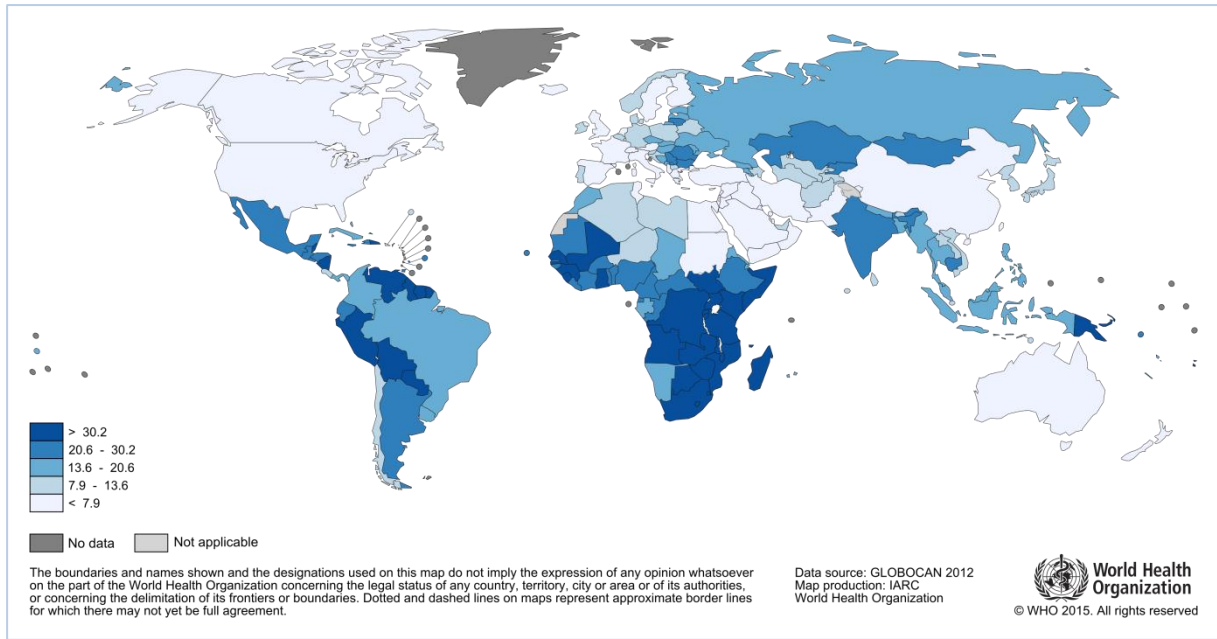 > 30.2
20.6 - 30.2
13.6 - 20.6
7.9 - 13.6
< 7.9
No data
Not applicable
The boundaries and names shown and the designations used on this map do not imply the expression of any opinion whatsoever
on the part of the World Health Organization concerning the legal status of any country, territory, city or area or of its authorities,
or concerning the delimitation of its frontiers or boundaries. Dotted and dashed lines on maps represent approximate border lines
for which there may not yet be full agreement.
Data source: GLOBOCAN 2012
Map production: IARC
World Health Organization
World Health
Organization
© WHO 2015. All rights reserved